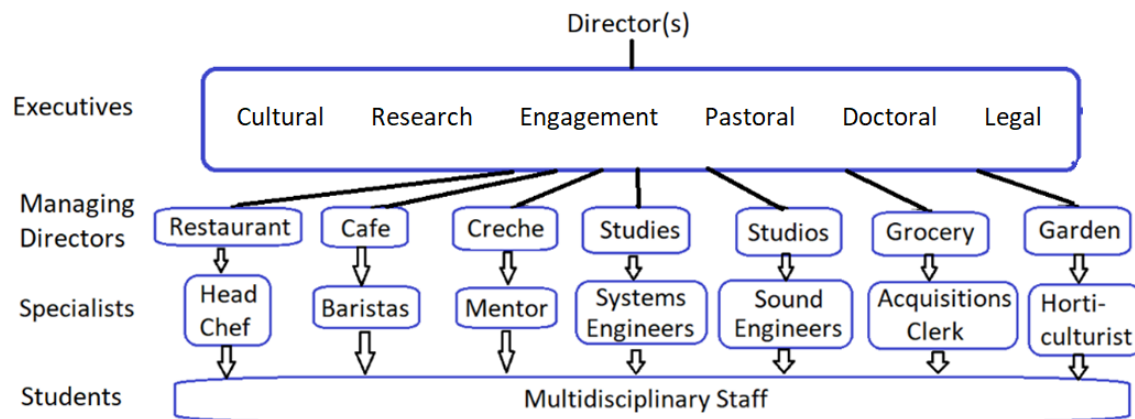 Director(s)
Executives
Cultural Research Engagement Pastoral Doctoral Legal
Managing
Directors
Restaurant Cafe Creche Studies Studios Grocery Garden
Specialists
Head
Chef
Baristas
Mentor
Systems
Engineers
Sound
Engineers
Acquisitions
Clerk
Horti-
culturist
Students
Multidisciplinary Staff